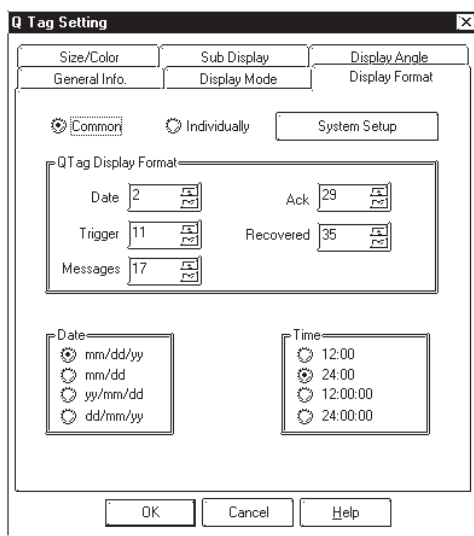 Q Tag Setting
Size/Color Sub Display Display Angle
General Info. Display Mode Display Format
Common Individually System Setup
QTag Display Format
Date 2 Ack 29
Trigger 11 Recovered 35
Messages 17
Date Time
mm/dd/yy 12:00
mm/dd 24:00
yy/mm/dd 12:00:00
dd/mm/yy 24:00:00
OK Cancel Help